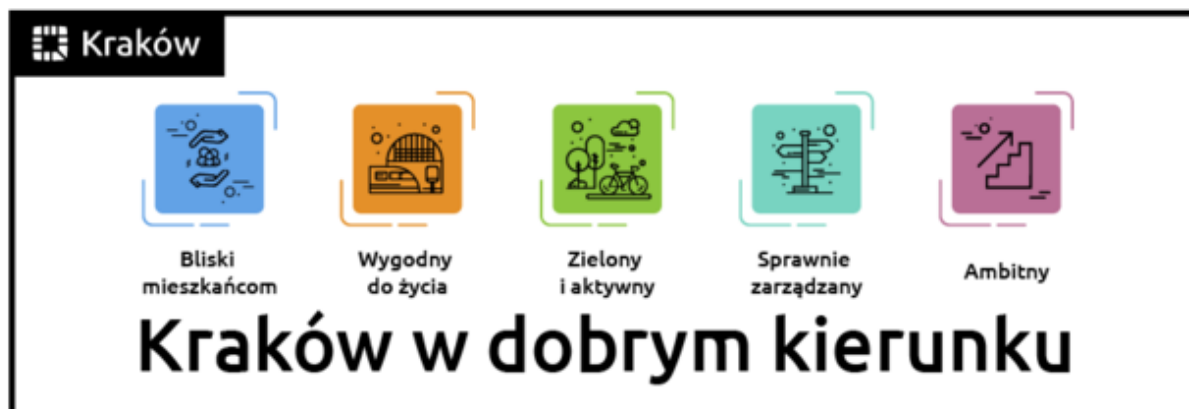 Kraków
Bliski
mieszkańcom
Wygodny
do życia
Zielony
i aktywny
Sprawnie
zarządzany
Ambitny
Kraków w dobrym kierunku